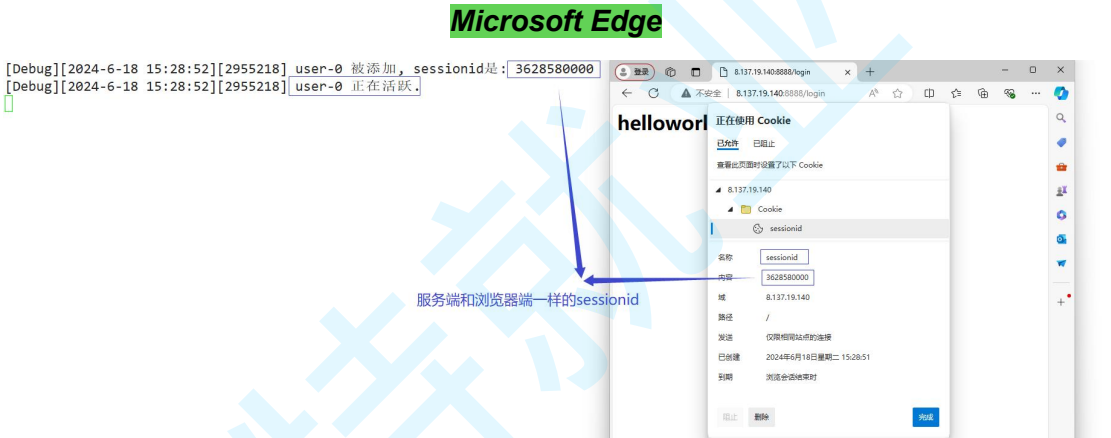 Microsoft Edge
[Debug][2024-6-18 15:28:52][2955218] user-0 被添加, sessionid是: 3628580000
[Debug][2024-6-18 15:28:52][2955218] user-0 正在活跃.
服务端和浏览器端一样的sessionid
登录
8.137.19.140:8888/login
不安全 | 8.137.19.140:8888/login
helloworl
正在使用 Cookie
已允许 已阻止
查看此页面时设置了以下 Cookie
8.137.19.140
Cookie
sessionid
名称 sessionid
内容 3628580000
域 8.137.19.140
路径 /
发送 仅限相同站点的连接
已创建 2024年6月18日星期二 15:28:51
到期 浏览会话结束时
阻止 删除 完成
特就业